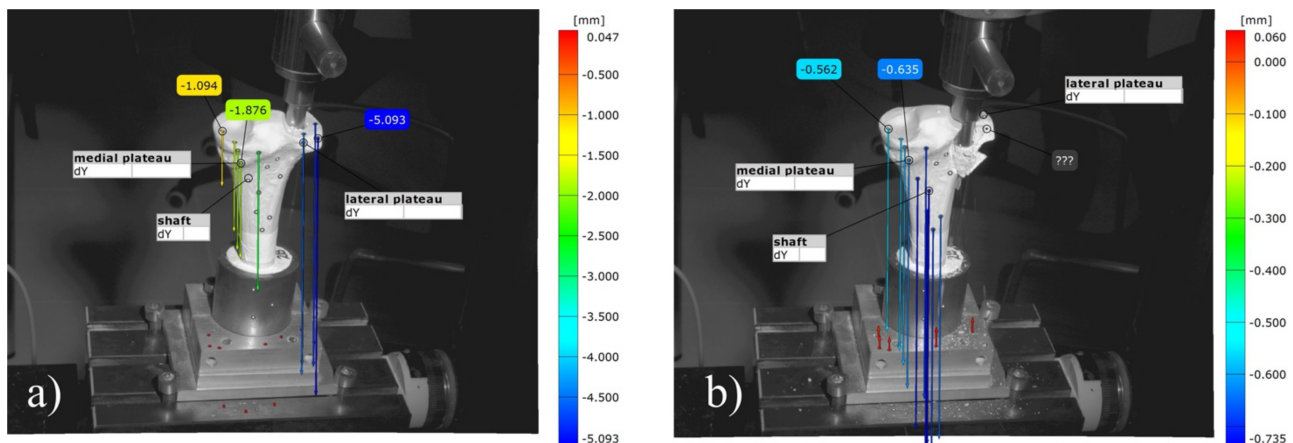 [mm]
0.047
-0.500
-1.000
-1.500
-2.000
-2.500
-3.000
-3.500
-4.000
-4.500
-5.093
-1.094
-1.876
-5.093
medial plateau
dY
lateral plateau
dY
shaft
dY
a)
[mm]
0.060
0.000
-0.100
-0.200
-0.300
-0.400
-0.500
-0.600
-0.735
-0.562
-0.635
lateral plateau
dY
???
medial plateau
dY
shaft
dY
b)